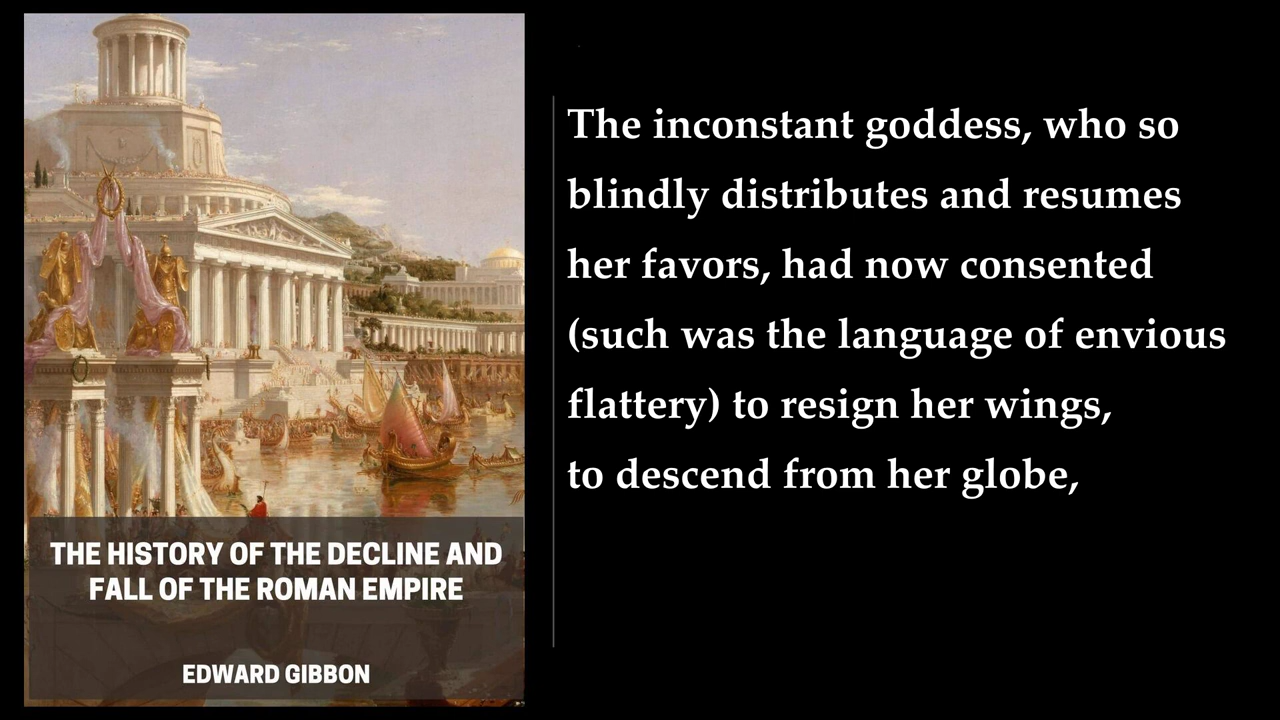 The inconstant goddess, who so
blindly distributes and resumes
her favors, had now consented
(such was the language of envious
flattery) to resign her wings,
to descend from her globe,
THE HISTORY OF THE DECLINE AND
FALL OF THE ROMAN EMPIRE
EDWARD GIBBON